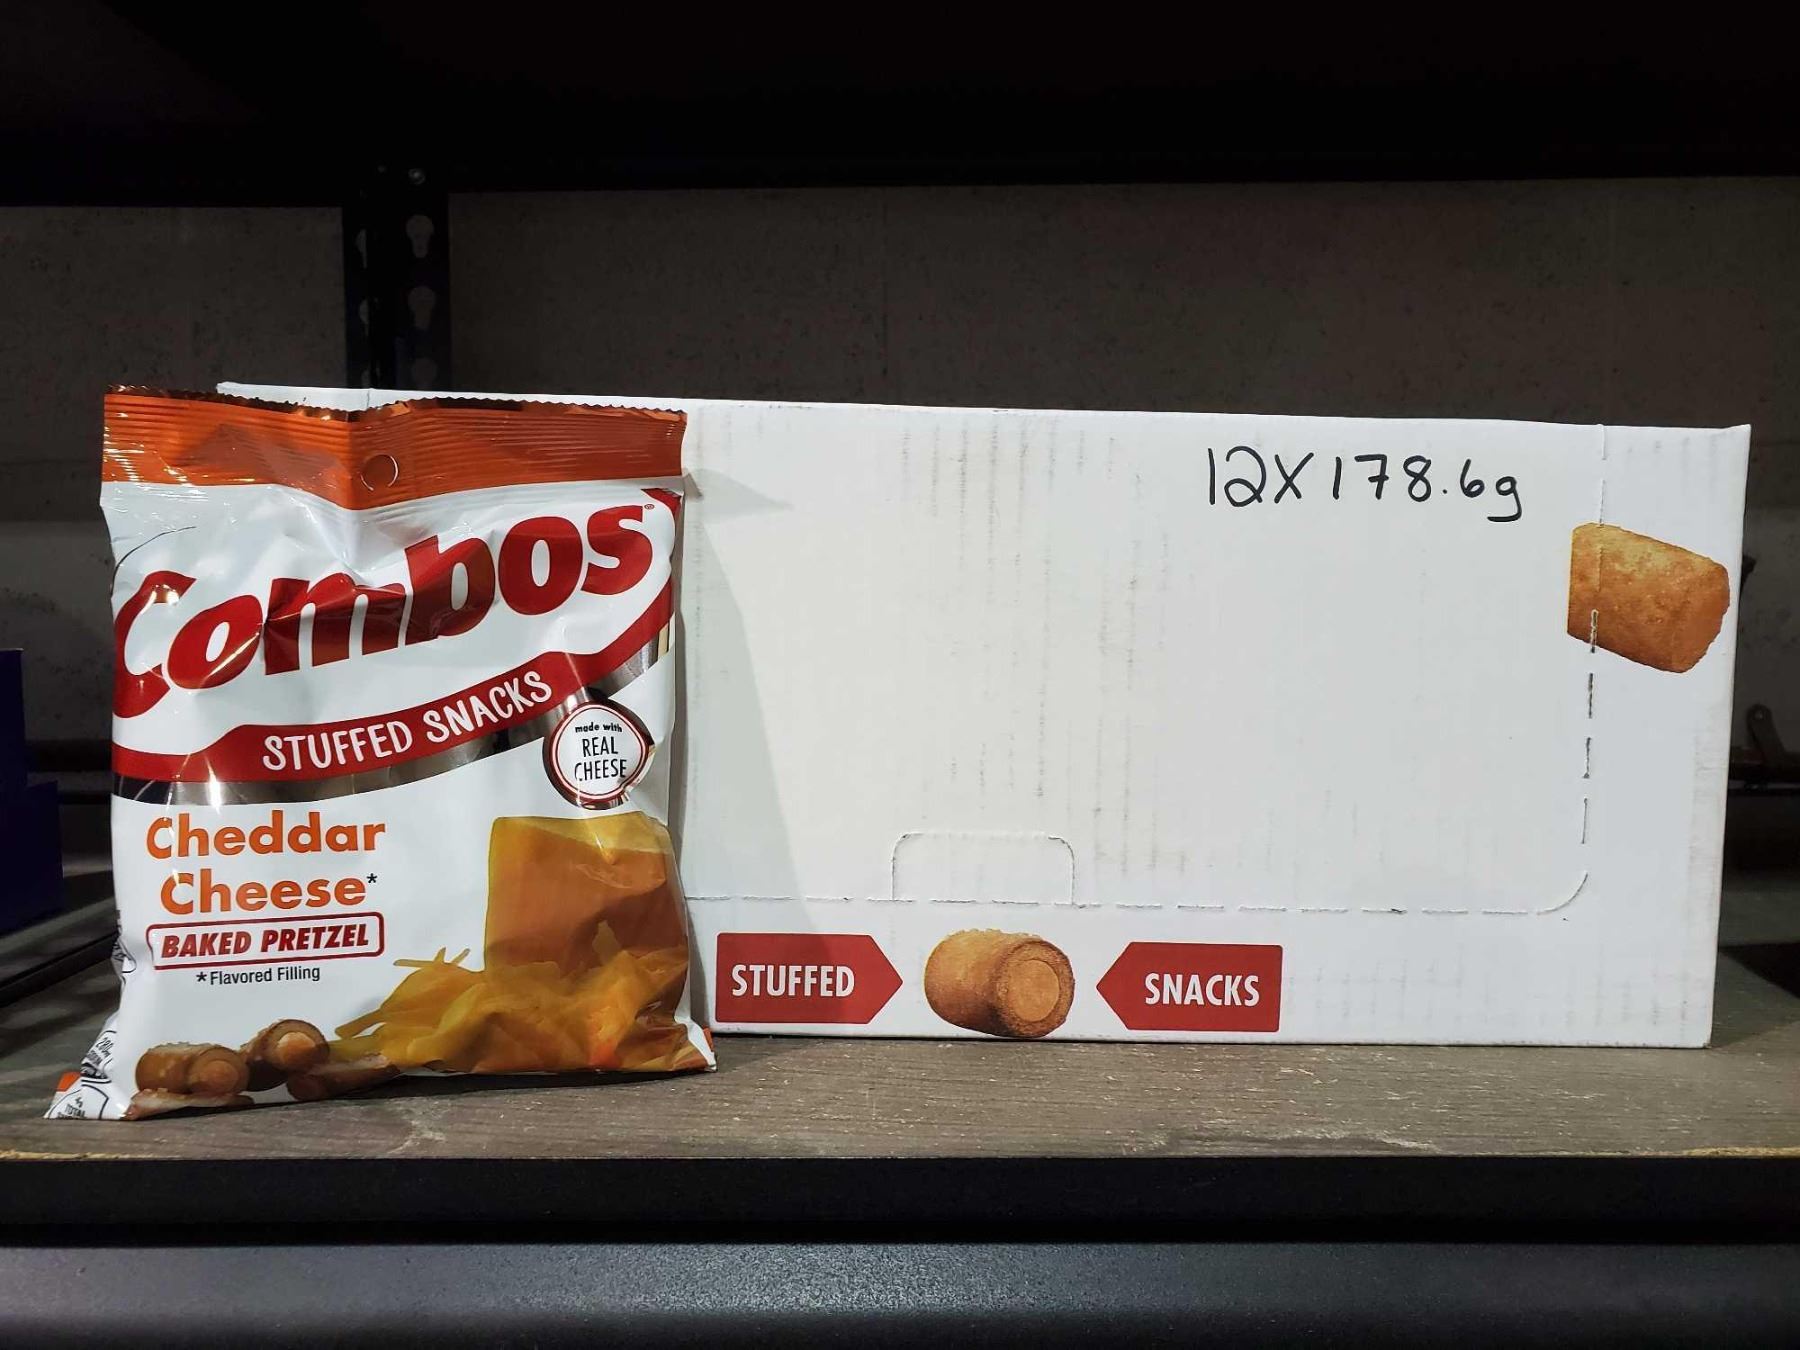 Combos®
STUFFED SNACKS
made with
REAL
CHEESE
Cheddar
Cheese*
BAKED PRETZEL
*Flavored Filling
12X178.6g
STUFFED
SNACKS